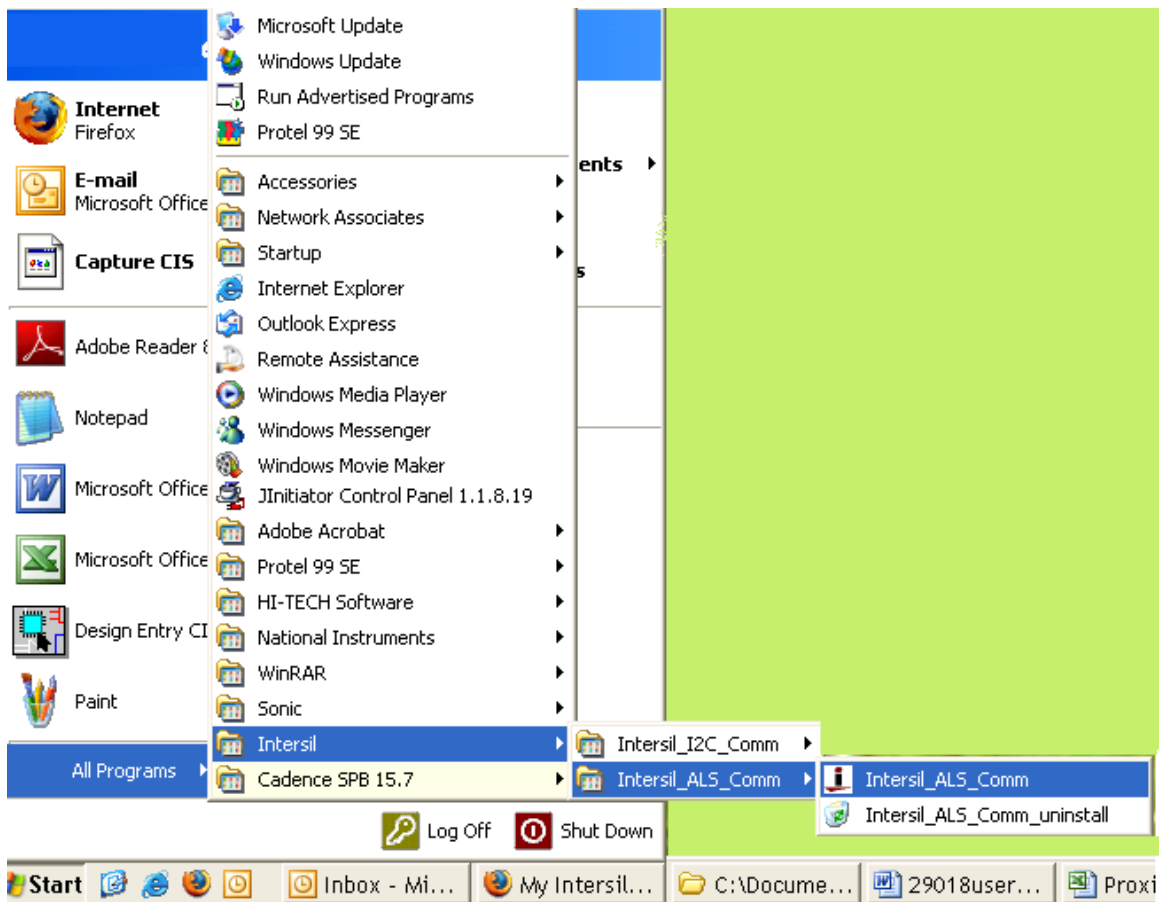 Internet
Firefox
E-mail
Microsoft Office
Capture CIS
Adobe Reader 8
Notepad
Microsoft Office
Microsoft Office
Design Entry CI
Paint
All Programs
Microsoft Update
Windows Update
Run Advertised Programs
Protel 99 SE
Accessories
Network Associates
Startup
Internet Explorer
Outlook Express
Remote Assistance
Windows Media Player
Windows Messenger
Windows Movie Maker
JInitiator Control Panel 1.1.8.19
Adobe Acrobat
Protel 99 SE
HI-TECH Software
National Instruments
WinRAR
Sonic
Intersil
Cadence SPB 15.7
ents
s
Intersil_I2C_Comm
Intersil_ALS_Comm
Intersil_ALS_Comm
Intersil_ALS_Comm_uninstall
Log Off
Shut Down
Start
Inbox - Mi...
My Intersil...
C:\Docume...
29018user...
Proxi